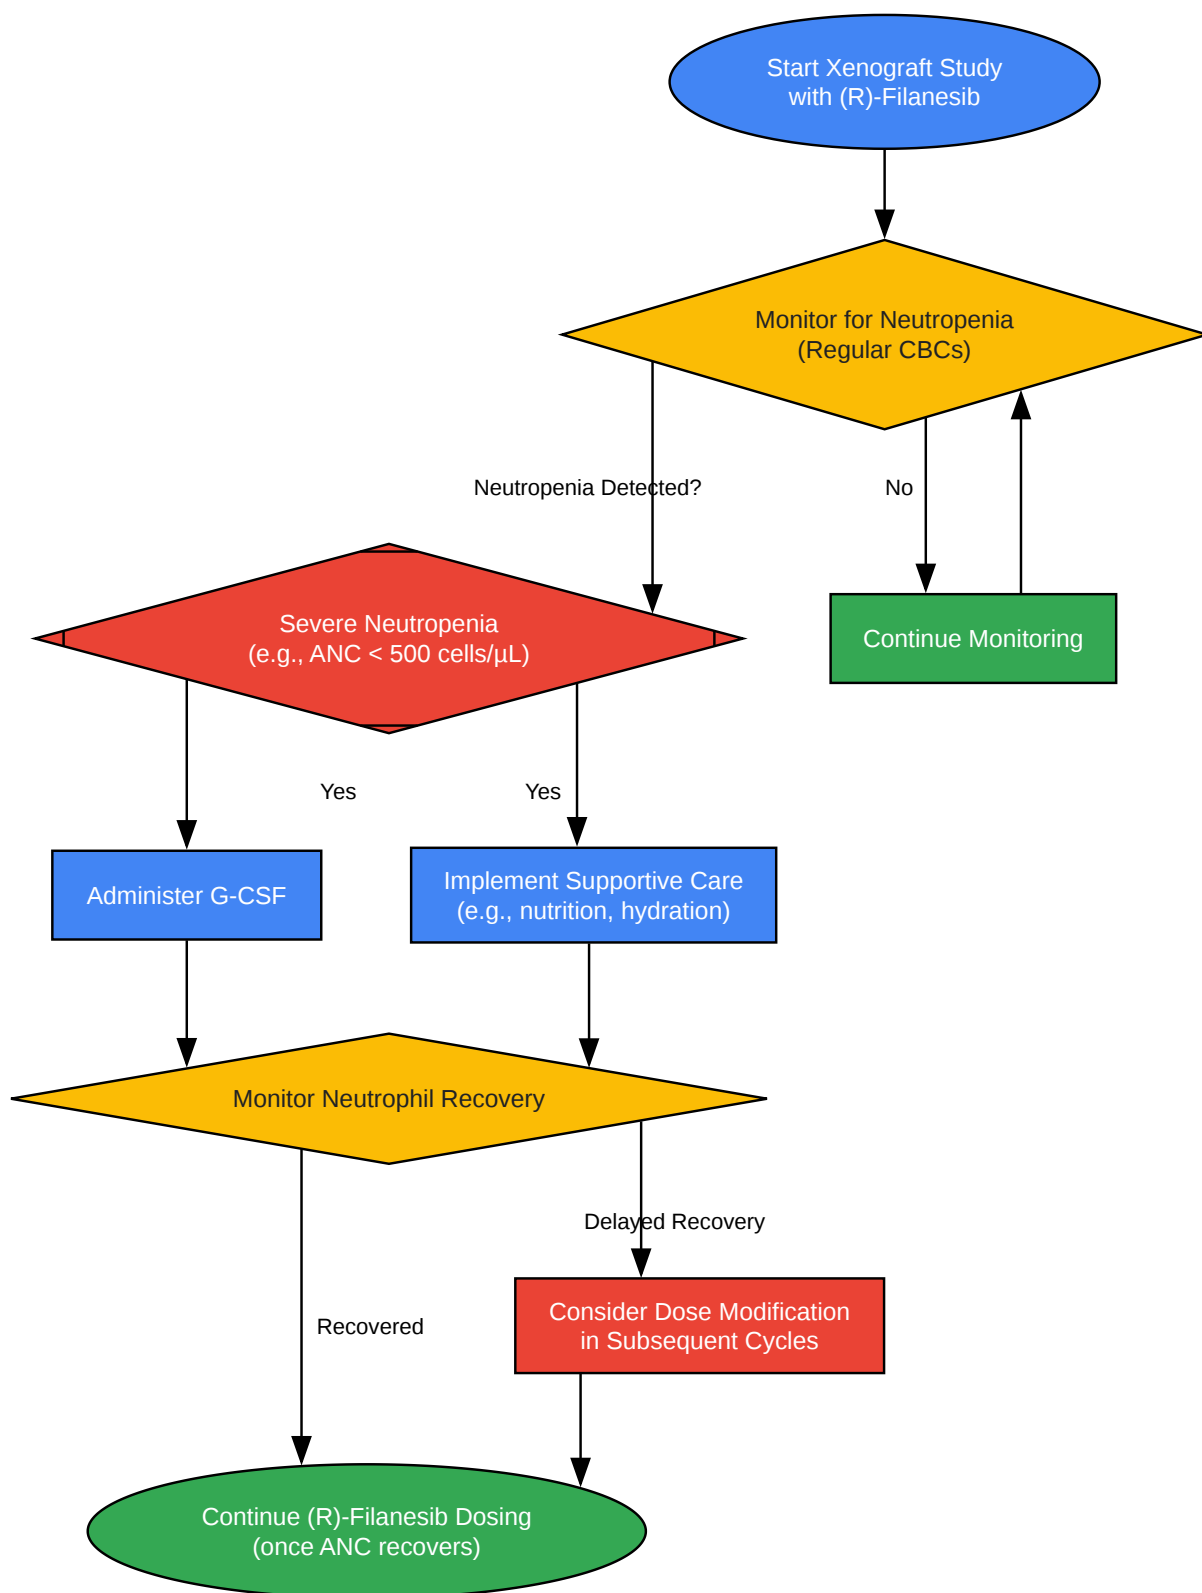 Start Xenograft Study
with (R)-Filanesib
Monitor for Neutropenia
(Regular CBCs)
Neutropenia Detected?
No
Severe Neutropenia
(e.g., ANC < 500 cells/µL)
Continue Monitoring
Yes
Yes
Administer G-CSF
Implement Supportive Care
(e.g., nutrition, hydration)
Monitor Neutrophil Recovery
Delayed Recovery
Recovered
Consider Dose Modification
in Subsequent Cycles
Continue (R)-Filanesib Dosing
(once ANC recovers)